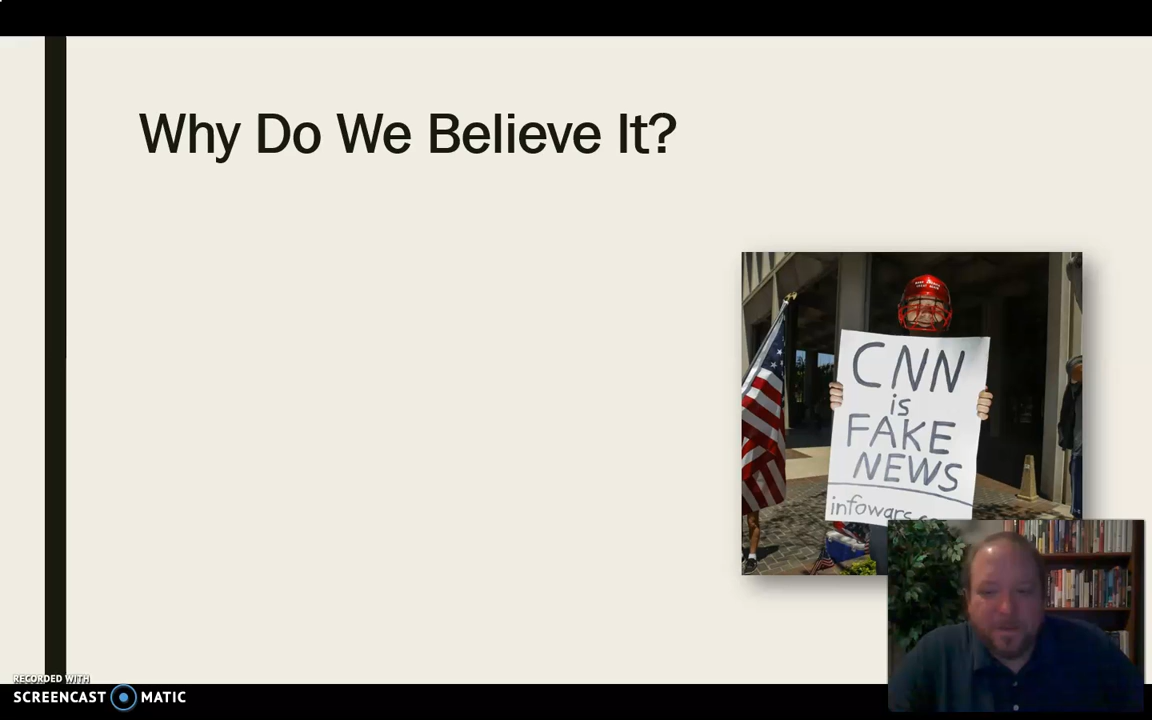 Why Do We Believe It?
CNN
is
FAKE
NEWS
RECORDED WITH
SCREENCAST MATIC